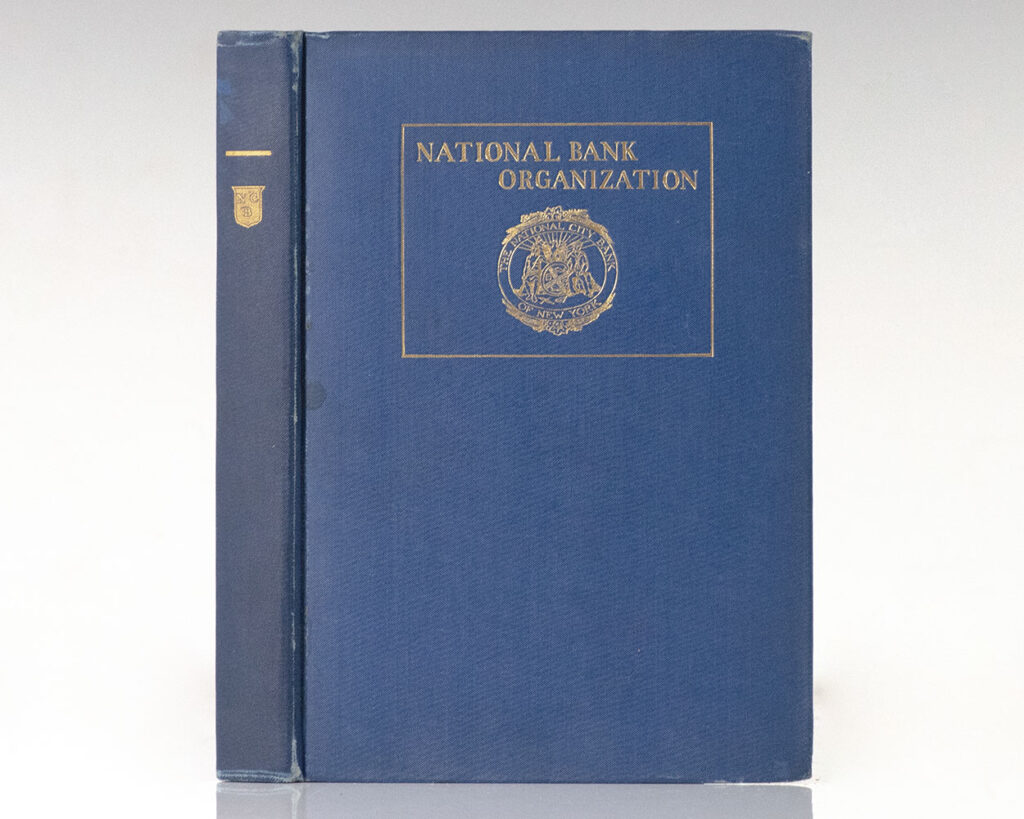 NATIONAL BANK
ORGANIZATION
THE NATIONAL CITY BANK
OF NEW YORK
N C
B